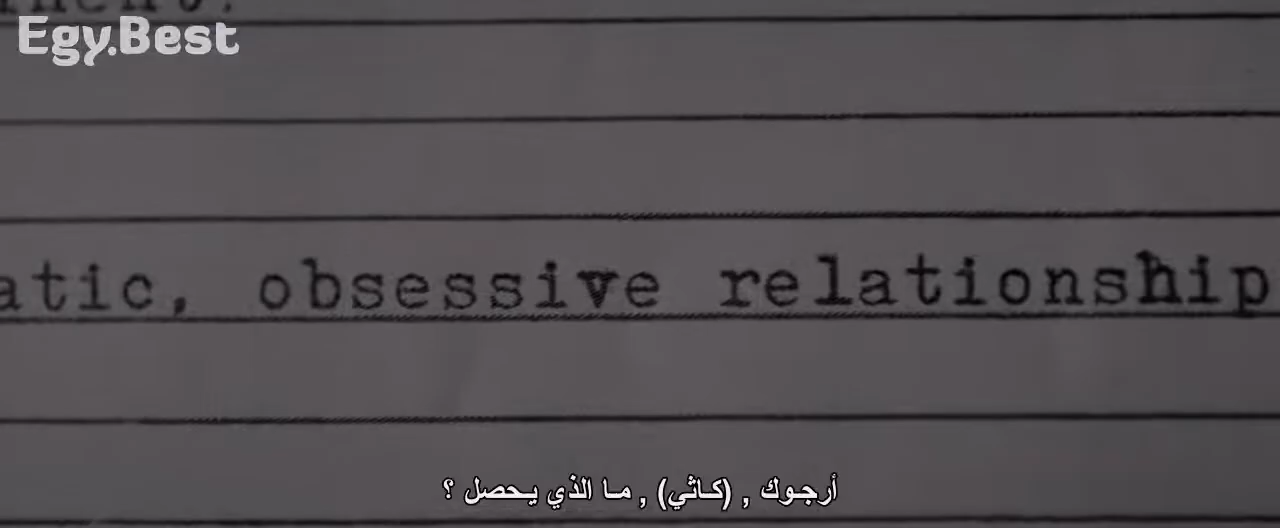 Egy.Best
atic, obsessive relationship
أرجوك , (كاثي) , ما الذي يحصل ؟